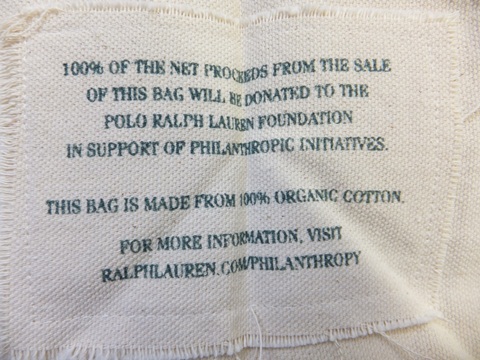 100% OF THE NET PROCEEDS FROM THE SALE
OF THIS BAG WILL BE DONATED TO THE
POLO RALPH LAUREN FOUNDATION
IN SUPPORT OF PHILANTHROPIC INITIATIVES.
THIS BAG IS MADE FROM 100% ORGANIC COTTON.
FOR MORE INFORMATION, VISIT
RALPHLAUREN.COM/PHILANTHROPY